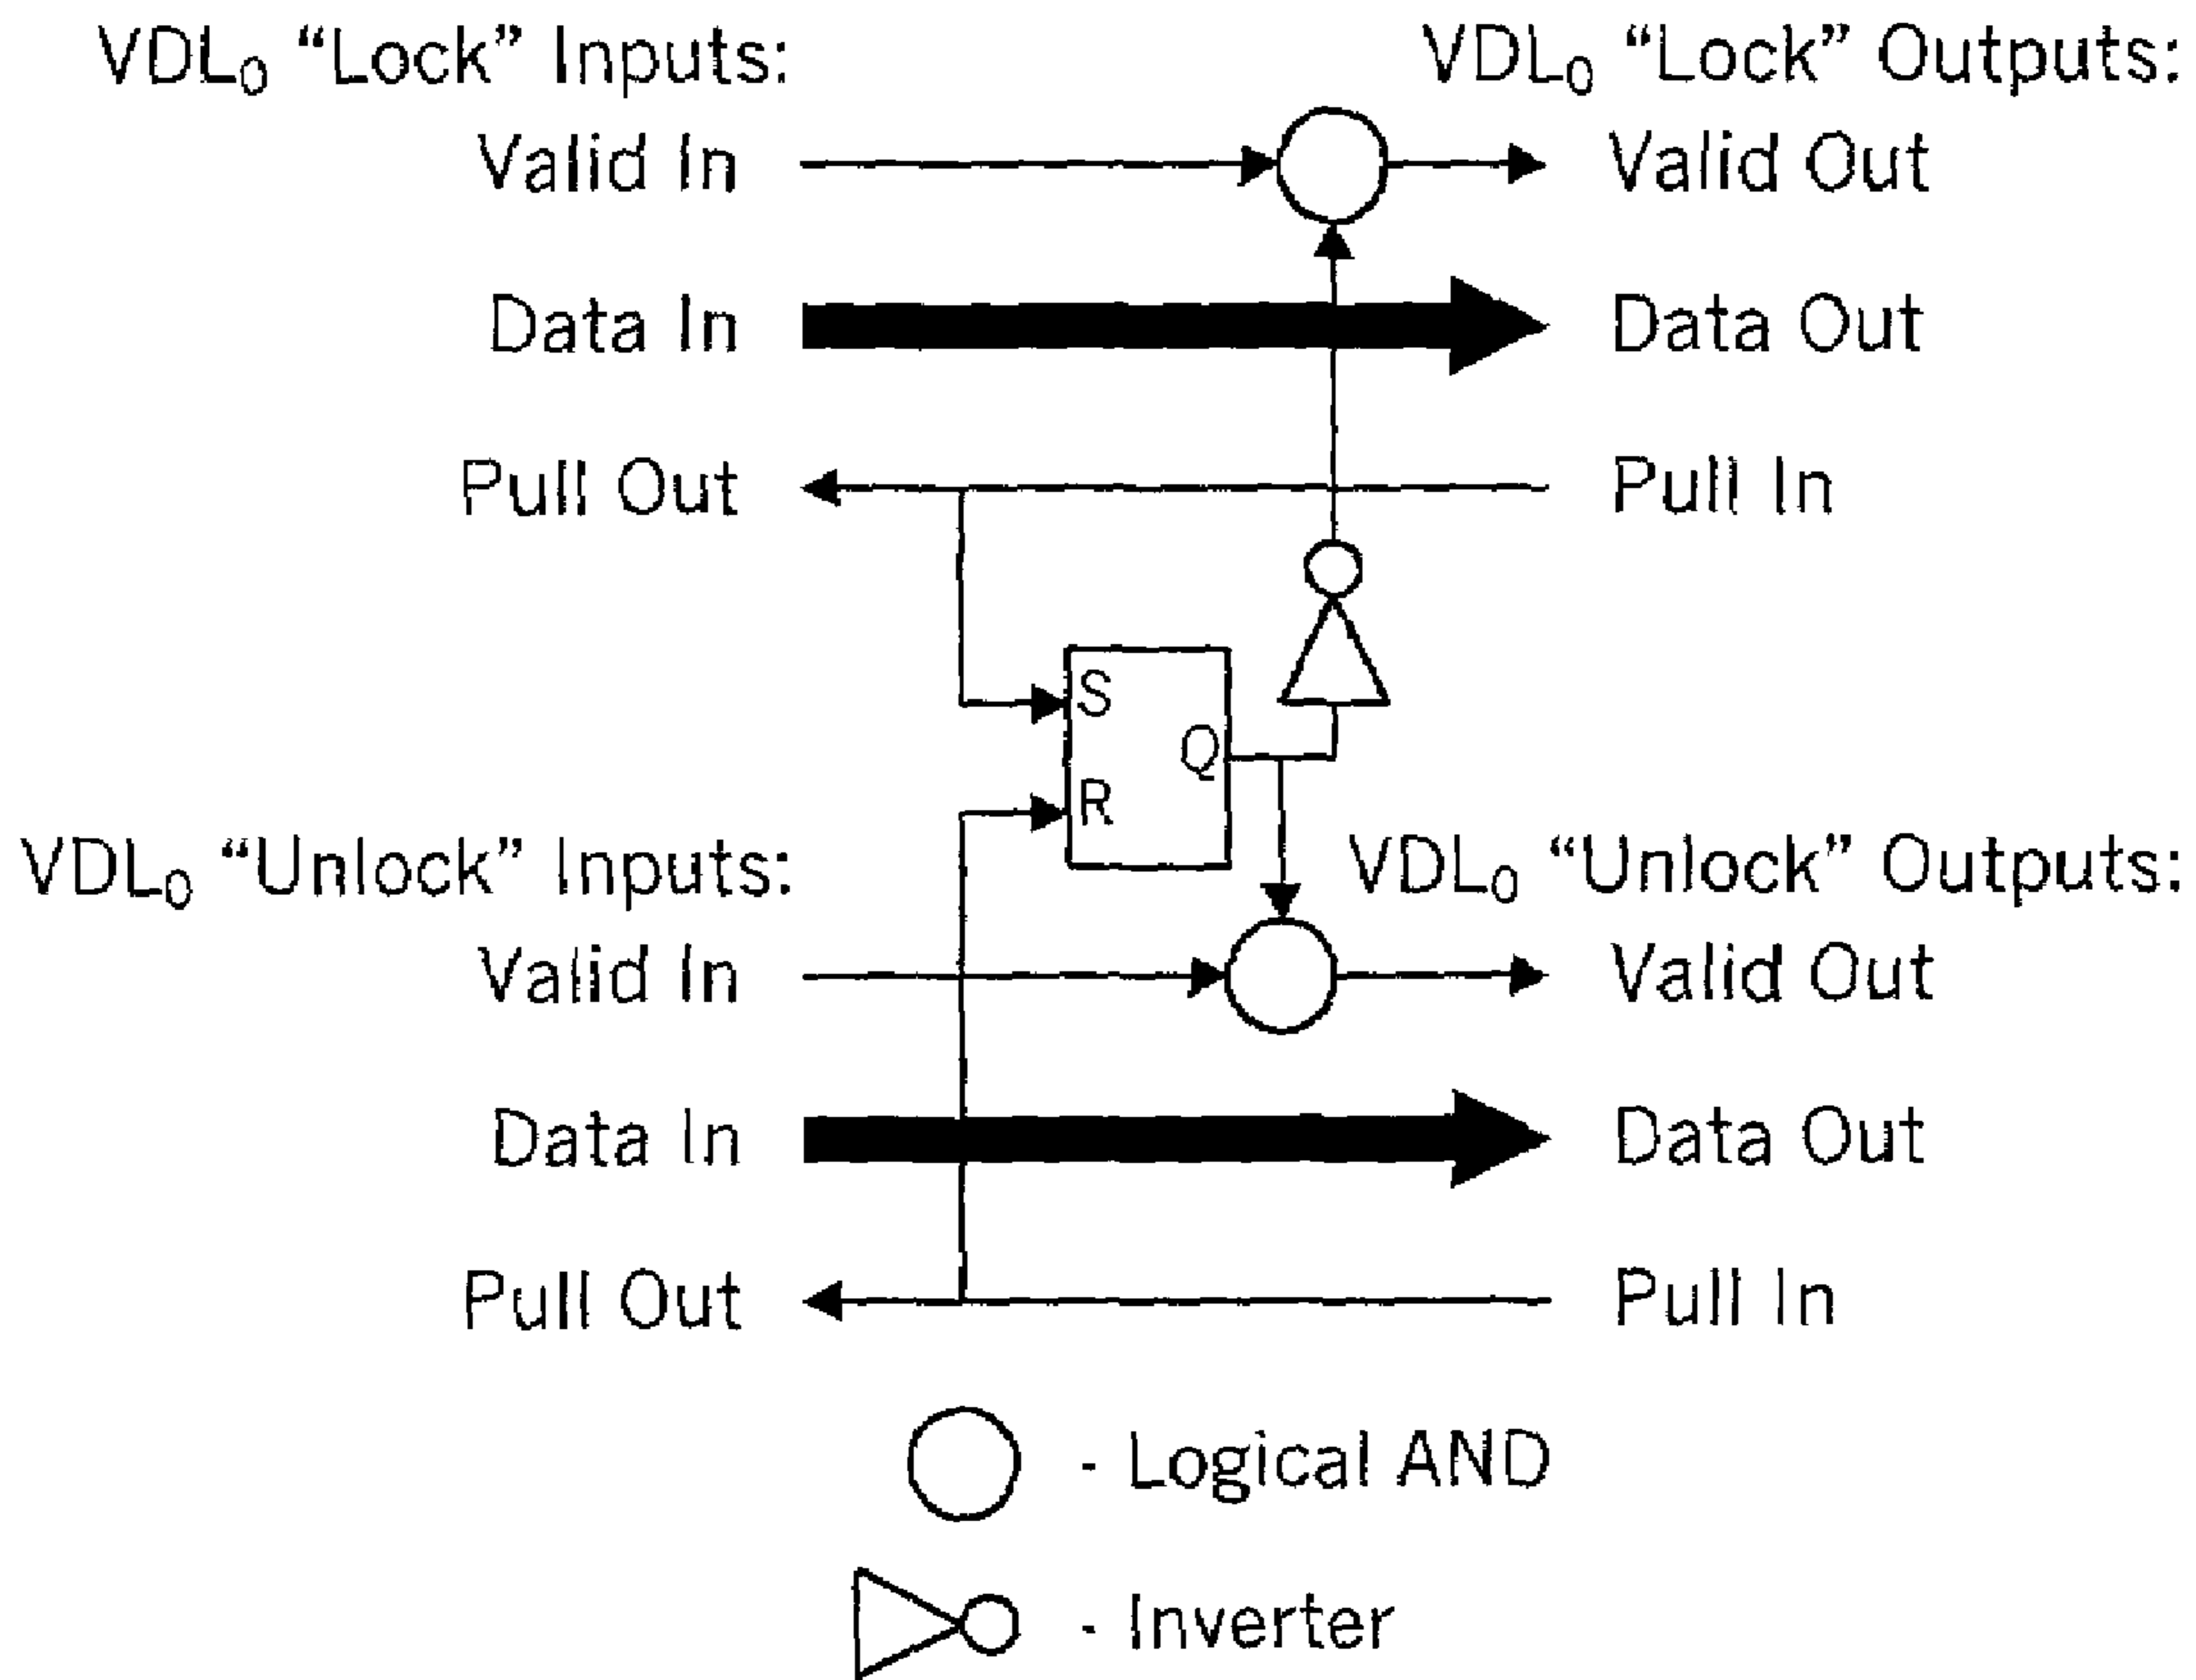 VDL₀ “Lock” Inputs:
VDL₀ “Lock” Outputs:
Valid In
Valid Out
Data In
Data Out
Pull Out
Pull In
S
Q
R
VDL₀ “Unlock” Inputs:
VDL₀ “Unlock” Outputs:
Valid In
Valid Out
Data In
Data Out
Pull Out
Pull In
- Logical AND
- Inverter